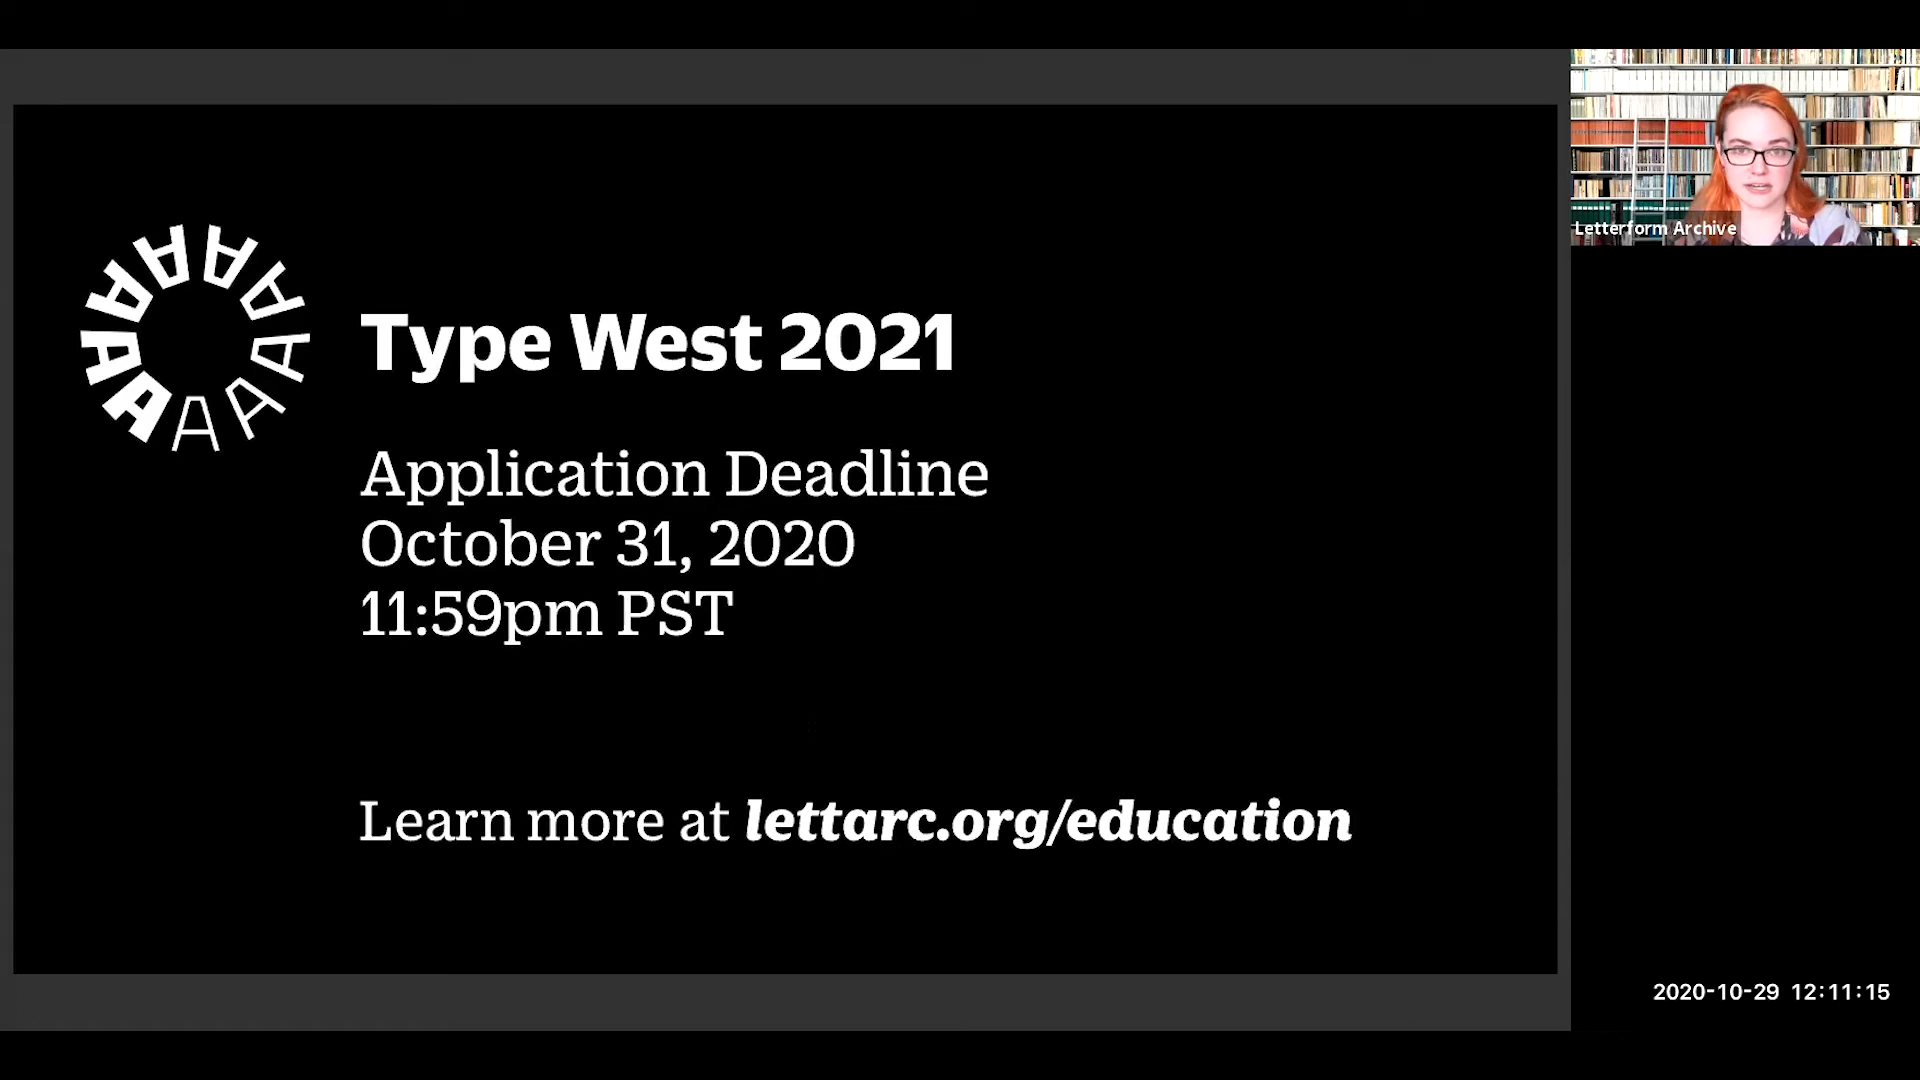 AAAAAAAAAA
Type West 2021
Application Deadline
October 31, 2020
11:59pm PST
Learn more at lettarc.org/education
Letterform Archive
2020-10-29 12:11:15